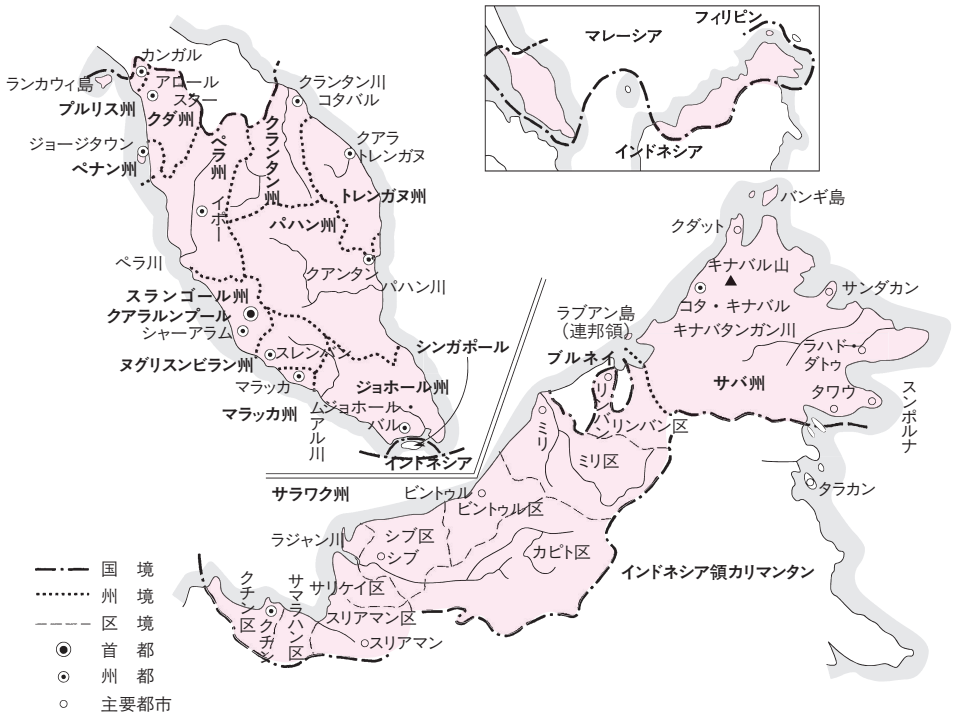 フィリピン
マレーシア
インドネシア
カンガル
ランカウィ島
アロール
スター
プルリス州
クダ州
クランタン川
コタバル
ジョージタウン
ペナン州
ペラ州
クランタン州
クアラ
トレンガヌ
トレンガヌ州
イポー
パハン州
ペラ川
クアンタン
パハン川
スランゴール州
クアラルンプール
シャーアラム
ヌグリスンビラン州
スレンバン
マラッカ
マラッカ州
ムアル川
ジョホール州
ジョホール・
バル
シンガポール
インドネシア
バンギ島
クダット
キナバル山
サンダカン
コタ・キナバル
キナバタンガン川
ラブアン島
(連邦領)
ブルネイ
ラハド・
ダトゥ
サバ州
タワウ
スンポルナ
リンバン
リンバン区
ミリ
ミリ区
タラカン
サラワク州
ビントゥル
ビントゥル区
ラジャン川
シブ区
シブ
カピト区
インドネシア領カリマンタン
サリケイ区
スリアマン区
スリアマン
クチン区
クチン
サマラハン区
国 境
州 境
区 境
首 都
州 都
主要都市